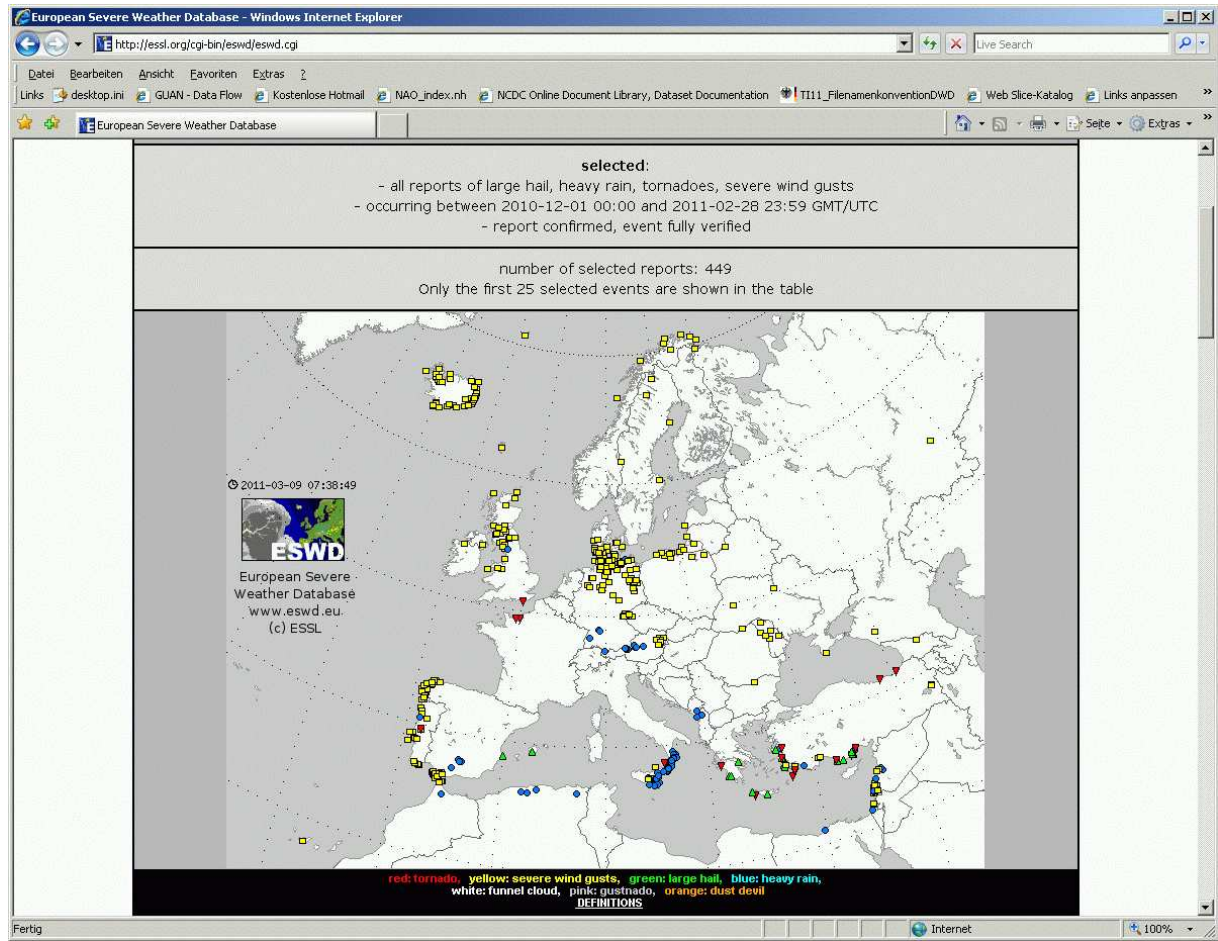 European Severe Weather Database - Windows Internet Explorer
http://essl.org/cgi-bin/eswd/eswd.cgi
Live Search
Datei Bearbeiten Ansicht Favoriten Extras ?
Links desktop.ini GUAN - Data Flow Kostenlose Hotmail NAO_index.nh NCDC Online Document Library, Dataset Documentation TI11_FilenamenkonventionDWD Web Slice-Katalog Links anpassen »
European Severe Weather Database
Seite Extras »
selected:
- all reports of large hail, heavy rain, tornadoes, severe wind gusts
- occurring between 2010-12-01 00:00 and 2011-02-28 23:59 GMT/UTC
- report confirmed, event fully verified
number of selected reports: 449
Only the first 25 selected events are shown in the table
2011-03-09 07:38:49
ESWD
European Severe
Weather Database
www.eswd.eu
(c) ESSL
red: tornado, yellow: severe wind gusts, green: large hail, blue: heavy rain,
white: funnel cloud, pink: gustnado, orange: dust devil
DEFINITIONS
Fertig
Internet
100%